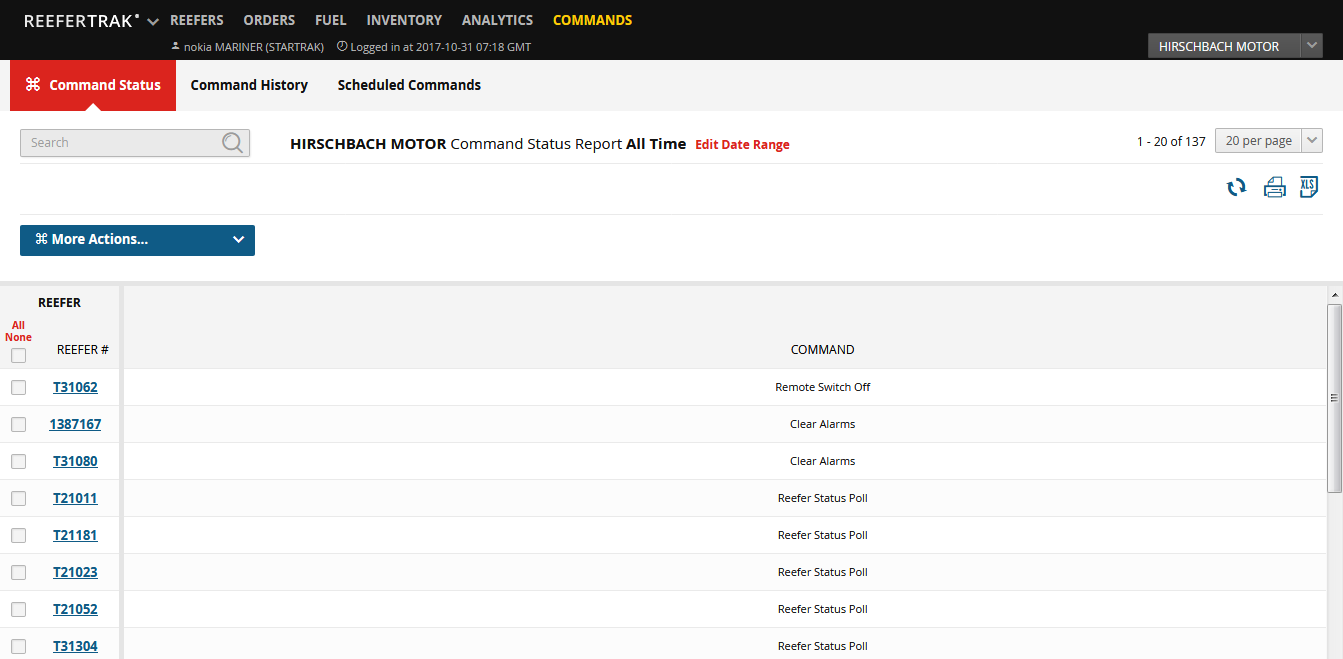 REEFERTRAK REEFERS ORDERS FUEL INVENTORY ANALYTICS COMMANDS
nokia MARINER (STARTRAK) Logged in at 2017-10-31 07:18 GMT HIRSCHBACH MOTOR
⌘ Command Status Command History Scheduled Commands
Search HIRSCHBACH MOTOR Command Status Report All Time Edit Date Range 1 - 20 of 137 20 per page
XLS
⌘ More Actions...
REEFER
All
None
REEFER # COMMAND
T31062 Remote Switch Off
1387167 Clear Alarms
T31080 Clear Alarms
T21011 Reefer Status Poll
T21181 Reefer Status Poll
T21023 Reefer Status Poll
T21052 Reefer Status Poll
T31304 Reefer Status Poll